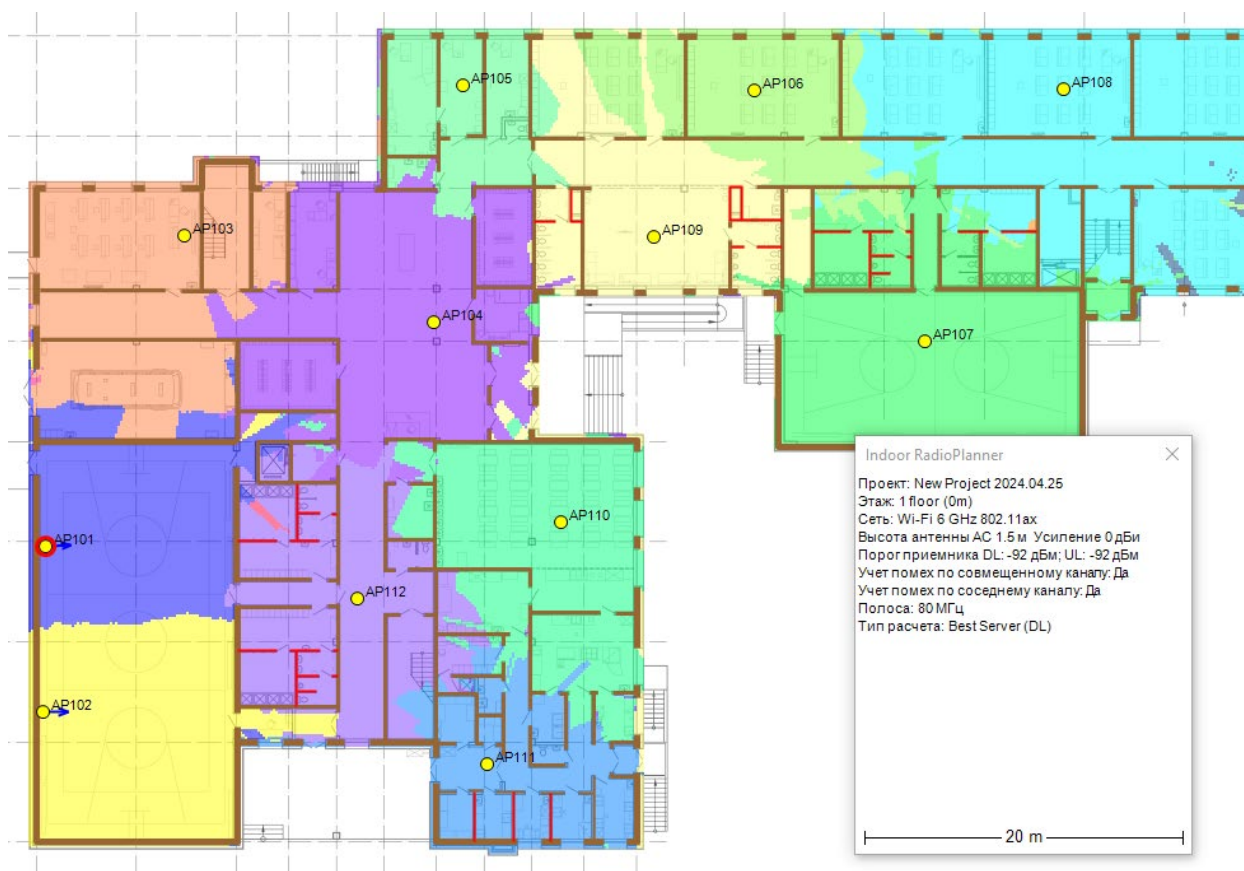 AP105
AP106
AP108
AP103
AP109
AP104
AP107
Indoor RadioPlanner
Проект: New Project 2024.04.25
Этаж: 1 floor (0m)
Сеть: Wi-Fi 6 GHz 802.11ax
Высота антенны АС 1.5 м Усиление 0 дБи
Порог приемника DL: -92 дБм; UL: -92 дБм
Учет помех по совмещенному каналу: Да
Учет помех по соседнему каналу: Да
Полоса: 80 МГц
Тип расчета: Best Server (DL)
20 m
AP110
AP101
AP112
AP102
AP111